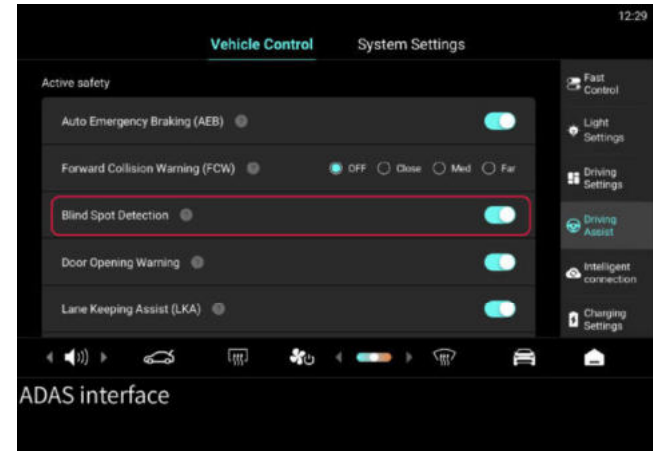 12:29
Vehicle Control System Settings
Active safety
Auto Emergency Braking (AEB)
Forward Collision Warning (FCW) OFF Close Med Far
Blind Spot Detection
Door Opening Warning
Lane Keeping Assist (LKA)
Fast
Control
Light
Settings
Driving
Settings
Driving
Assist
Intelligent
connection
Charging
Settings
ADAS interface